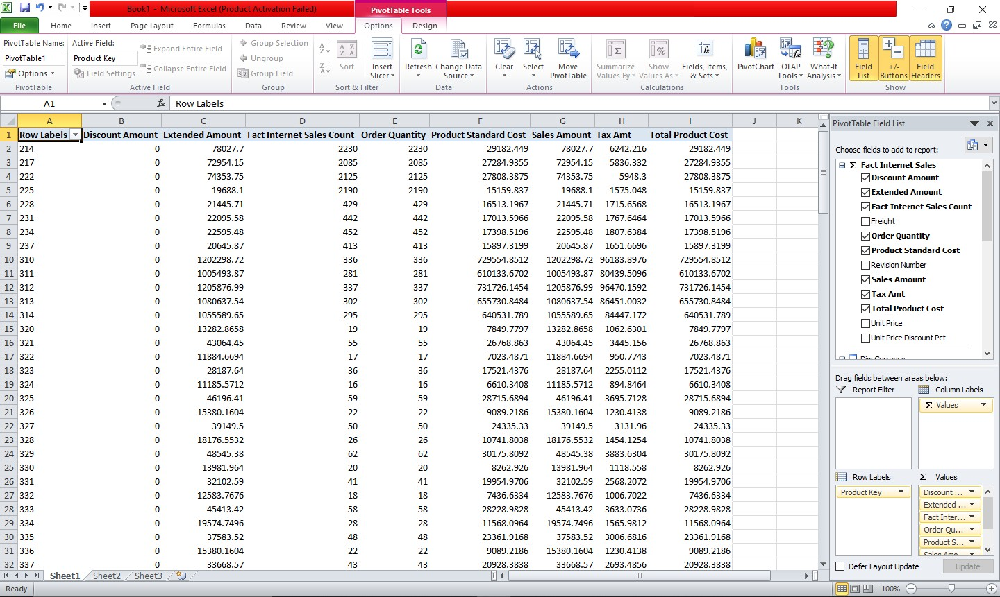 Book1 - Microsoft Excel (Product Activation Failed)
PivotTable Tools
File Home Insert Page Layout Formulas Data Review View Options Design
PivotTable Name:
PivotTable1
Options
PivotTable
Active Field:
Product Key
Field Settings
Expand Entire Field
Collapse Entire Field
Active Field
Group Selection
Ungroup
Group Field
Group
Sort
Insert Slicer
Sort & Filter
Refresh
Change Data Source
Data
Clear
Select
Move PivotTable
Actions
Summarize Values By
Show Values As
Fields, Items, & Sets
Calculations
PivotChart
OLAP Tools
What-If Analysis
Tools
Field List
+/- Buttons
Field Headers
Show
A1 fx Row Labels
A B C D E F G H I J K
1 Row Labels Discount Amount Extended Amount Fact Internet Sales Count Order Quantity Product Standard Cost Sales Amount Tax Amt Total Product Cost
2 214 0 78027.7 2230 2230 29182.449 78027.7 6242.216 29182.449
3 217 0 72954.15 2085 2085 27284.9355 72954.15 5836.332 27284.9355
4 222 0 74353.75 2125 2125 27808.3875 74353.75 5948.3 27808.3875
5 225 0 19688.1 2190 2190 15159.837 19688.1 1575.048 15159.837
6 228 0 21445.71 429 429 16513.1967 21445.71 1715.6568 16513.1967
7 231 0 22095.58 442 442 17013.5966 22095.58 1767.6464 17013.5966
8 234 0 22595.48 452 452 17398.5196 22595.48 1807.6384 17398.5196
9 237 0 20645.87 413 413 15897.3199 20645.87 1651.6696 15897.3199
10 310 0 1202298.72 336 336 729554.8512 1202298.72 96183.8976 729554.8512
11 311 0 1005493.87 281 281 610133.6702 1005493.87 80439.5096 610133.6702
12 312 0 1205876.99 337 337 731726.1454 1205876.99 96470.1592 731726.1454
13 313 0 1080637.54 302 302 655730.8484 1080637.54 86451.0032 655730.8484
14 314 0 1055589.65 295 295 640531.789 1055589.65 84447.172 640531.789
15 320 0 13282.8658 19 19 7849.7797 13282.8658 1062.6301 7849.7797
16 321 0 43064.45 55 55 26768.863 43064.45 3445.156 26768.863
17 322 0 11884.6694 17 17 7023.4871 11884.6694 950.7743 7023.4871
18 323 0 28187.64 36 36 17521.4376 28187.64 2255.0112 17521.4376
19 324 0 11185.5712 16 16 6610.3408 11185.5712 894.8464 6610.3408
20 325 0 46196.41 59 59 28715.6894 46196.41 3695.7128 28715.6894
21 326 0 15380.1604 22 22 9089.2186 15380.1604 1230.4138 9089.2186
22 327 0 39149.5 50 50 24335.33 39149.5 3131.96 24335.33
23 328 0 18176.5532 26 26 10741.8038 18176.5532 1454.1254 10741.8038
24 329 0 48545.38 62 62 30175.8092 48545.38 3883.6304 30175.8092
25 330 0 13981.964 20 20 8262.926 13981.964 1118.558 8262.926
26 331 0 32102.59 41 41 19954.9706 32102.59 2568.2072 19954.9706
27 332 0 12583.7676 18 18 7436.6334 12583.7676 1006.7022 7436.6334
28 333 0 45413.42 58 58 28228.9828 45413.42 3633.0736 28228.9828
29 334 0 19574.7496 28 28 11568.0964 19574.7496 1565.9812 11568.0964
30 335 0 37583.52 48 48 23361.9168 37583.52 3006.6816 23361.9168
31 336 0 15380.1604 22 22 9089.2186 15380.1604 1230.4138 9089.2186
32 337 0 33668.57 43 43 20928.3838 33668.57 2693.4856 20928.3838
Sheet1 Sheet2 Sheet3
Ready
100%
PivotTable Field List
Choose fields to add to report:
Σ Fact Internet Sales
Discount Amount
Extended Amount
Fact Internet Sales Count
Freight
Order Quantity
Product Standard Cost
Revision Number
Sales Amount
Tax Amt
Total Product Cost
Unit Price
Unit Price Discount Pct
Dim Currency
Drag fields between areas below:
Report Filter
Column Labels
Σ Values
Row Labels
Σ Values
Product Key
Discount ...
Extended ...
Fact Inter...
Order Qu...
Product S...
Sales Amo...
Defer Layout Update
Update